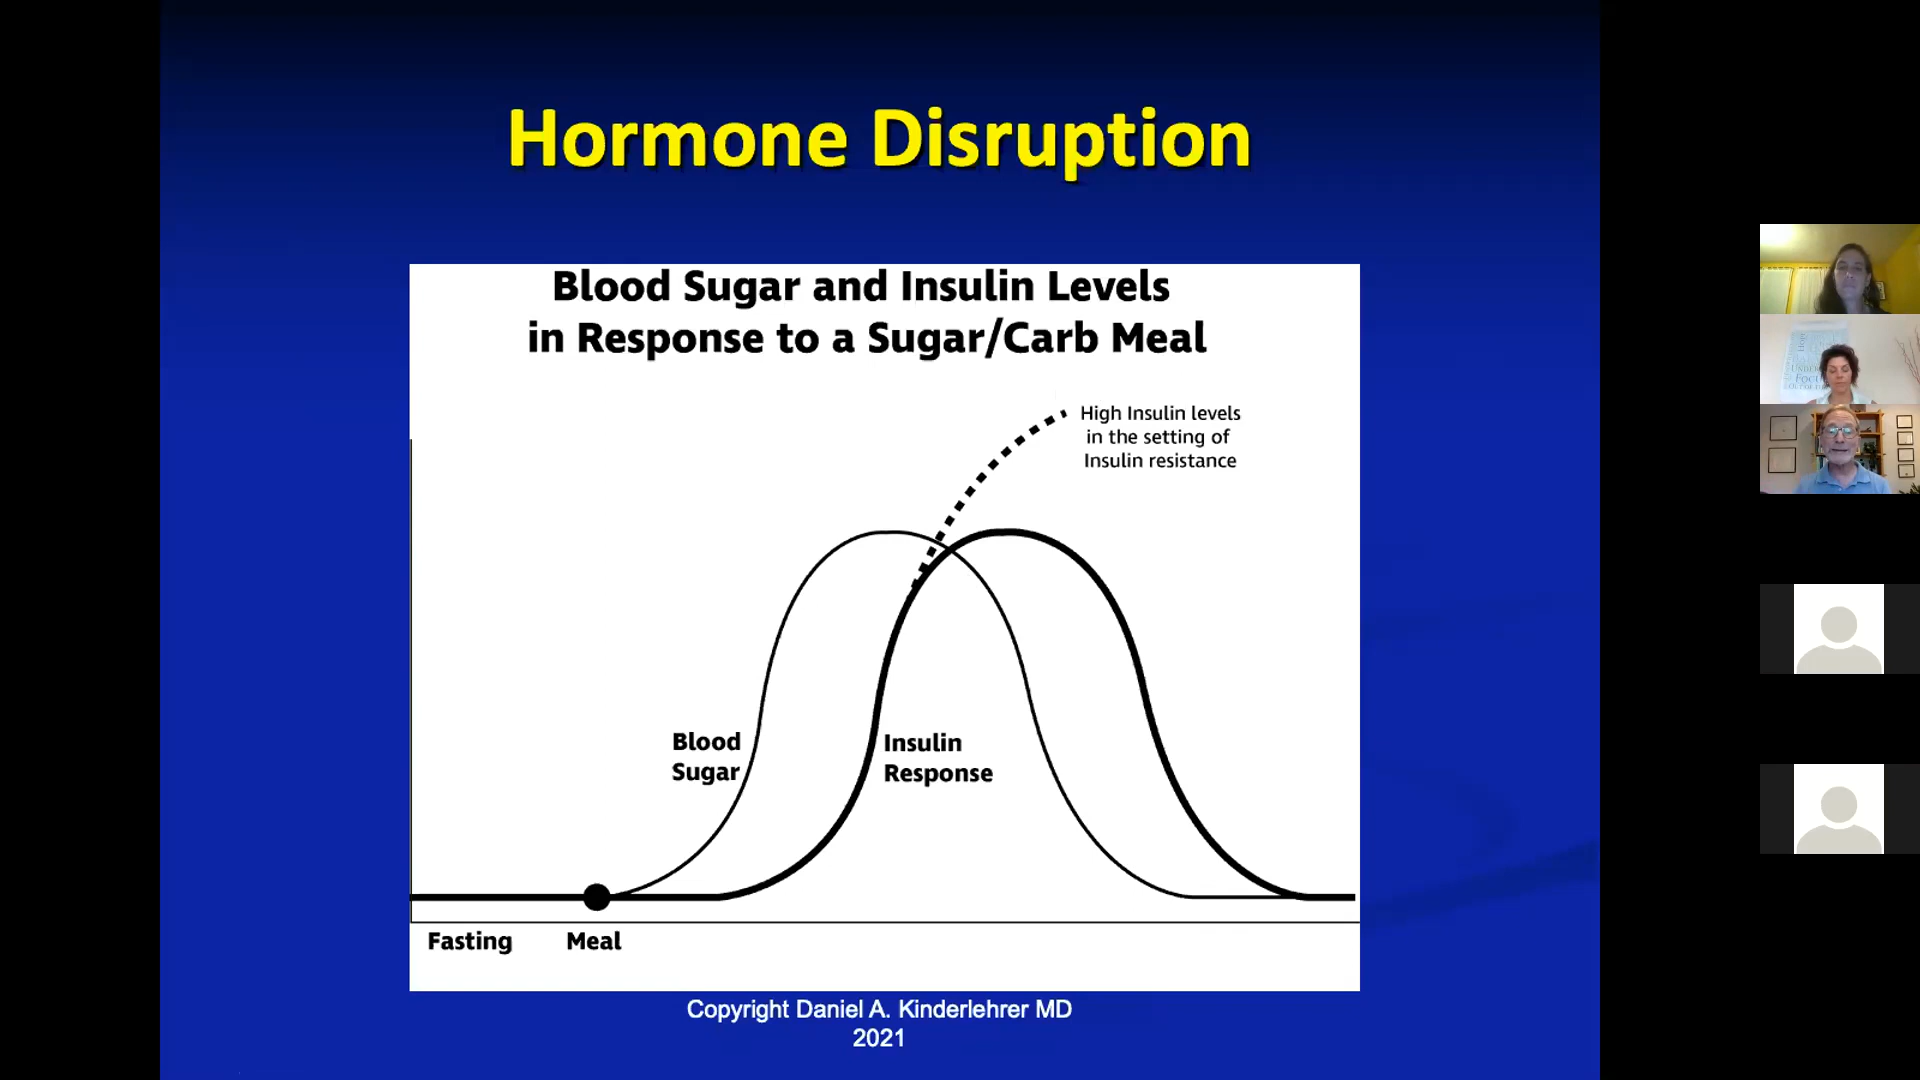 Hormone Disruption
Blood Sugar and Insulin Levels
in Response to a Sugar/Carb Meal
High Insulin levels
in the setting of
Insulin resistance
Blood
Sugar
Insulin
Response
Fasting
Meal
Copyright Daniel A. Kinderlehrer MD
2021